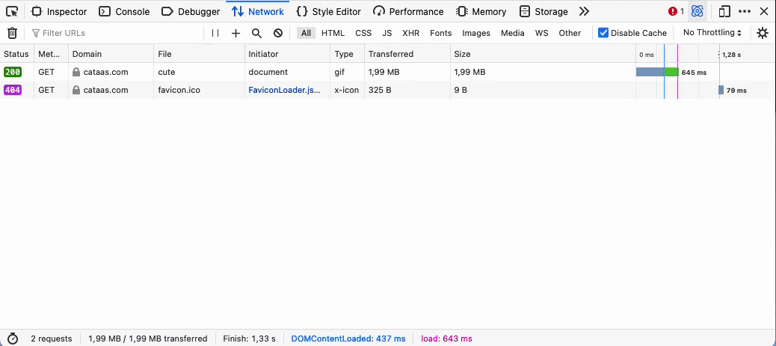 Inspector Console Debugger Network Style Editor Performance Memory Storage 1
Filter URLs All HTML CSS JS XHR Fonts Images Media WS Other Disable Cache No Throttling
Status Met... Domain File Initiator Type Transferred Size 0 ms 1,28 s
200 GET cataas.com cute document gif 1,99 MB 1,99 MB 645 ms
404 GET cataas.com favicon.ico FaviconLoader.js... x-icon 325 B 9 B 79 ms
2 requests 1,99 MB / 1,99 MB transferred Finish: 1,33 s DOMContentLoaded: 437 ms load: 643 ms